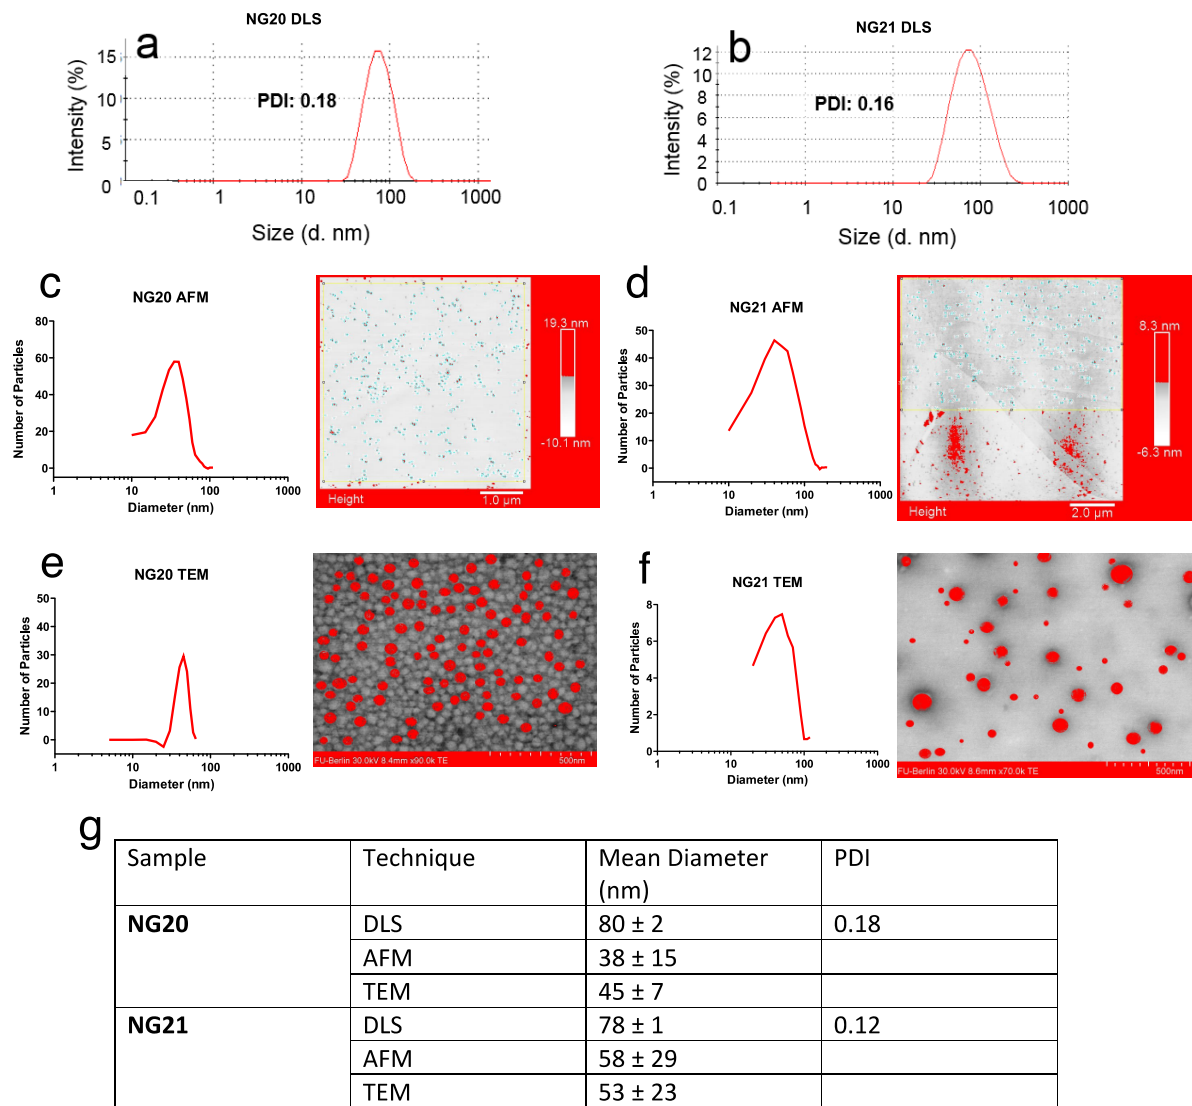 NG20 DLS
a
Intensity (%)
15
10
5
0
PDI: 0.18
0.1 1 10 100 1000
Size (d. nm)
NG21 DLS
b
Intensity (%)
12
10
8
6
4
2
0
PDI: 0.16
0.1 1 10 100 1000
Size (d. nm)
c
NG20 AFM
Number of Particles
80
60
40
20
0
1 10 100 1000
Diameter (nm)
19.3 nm
-10.1 nm
Height
1.0 µm
d
NG21 AFM
Number of Particles
50
40
30
20
10
0
1 10 100 1000
Diameter (nm)
8.3 nm
-6.3 nm
Height
2.0 µm
e
NG20 TEM
Number of Particles
50
40
30
20
10
0
1 10 100 1000
Diameter (nm)
FU-Berlin 30.0kV 8.4mm x90.0k TE
500nm
f
NG21 TEM
Number of Particles
8
6
4
2
0
1 10 100 1000
Diameter (nm)
FU-Berlin 30.0kV 8.6mm x70.0k TE
500nm
g
Sample Technique Mean Diameter PDI
(nm)
NG20 DLS 80 ± 2 0.18
AFM 38 ± 15
TEM 45 ± 7
NG21 DLS 78 ± 1 0.12
AFM 58 ± 29
TEM 53 ± 23